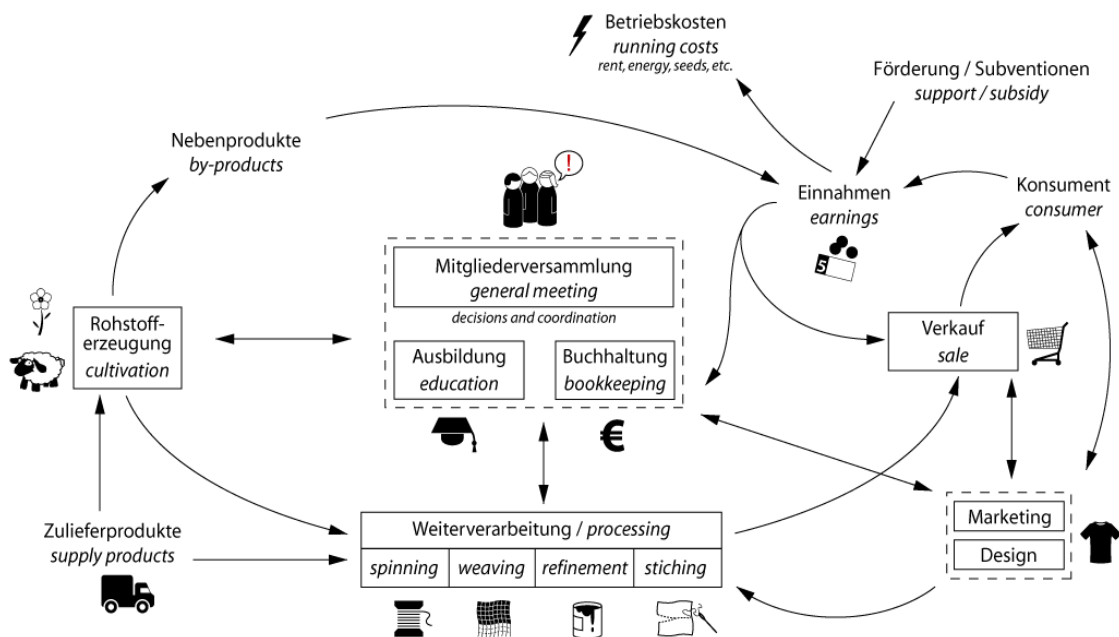 Betriebskosten
running costs
rent, energy, seeds, etc.
Förderung / Subventionen
support / subsidy
Nebenprodukte
by-products
!
Einnahmen
earnings
5
Konsument
consumer
Mitgliederversammlung
general meeting
decisions and coordination
Ausbildung
education
Buchhaltung
bookkeeping
€
Rohstoff-
erzeugung
cultivation
Verkauf
sale
Zulieferprodukte
supply products
Weiterverarbeitung / processing
spinning
weaving
refinement
stiching
Marketing
Design